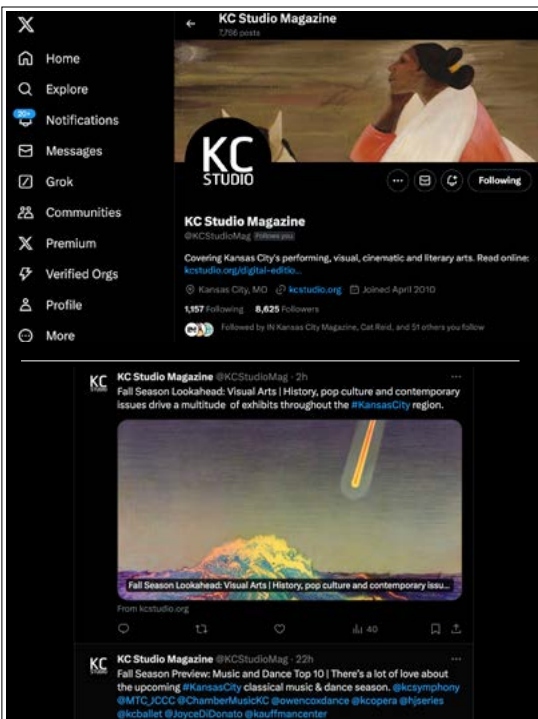 KC Studio Magazine
7,766 posts
Home
Explore
20+
Notifications
Messages
Grok
Communities
Premium
Verified Orgs
Profile
More
KC
STUDIO
Following
KC Studio Magazine
@KCStudioMag Follows you
Covering Kansas City's performing, visual, cinematic and literary arts. Read online:
kcstudio.org/digital-editio...
Kansas City, MO kcstudio.org Joined April 2010
1,157 Following 8,625 Followers
Followed by IN Kansas City Magazine, Cat Reid, and 51 others you follow
KC
STUDIO
KC Studio Magazine @KCStudioMag · 2h
Fall Season Lookahead: Visual Arts | History, pop culture and contemporary
issues drive a multitude of exhibits throughout the #KansasCity region.
Fall Season Lookahead: Visual Arts | History, pop culture and contemporary issu...
From kcstudio.org
40
KC
STUDIO
KC Studio Magazine @KCStudioMag · 22h
Fall Season Preview: Music and Dance Top 10 | There's a lot of love about
the upcoming #KansasCity classical music & dance season. @kcsymphony
@MTC_JCCC @ChamberMusicKC @owencoxdance @kcopera @hjseries
@kcballet @JoyceDiDonato @kauffmancenter